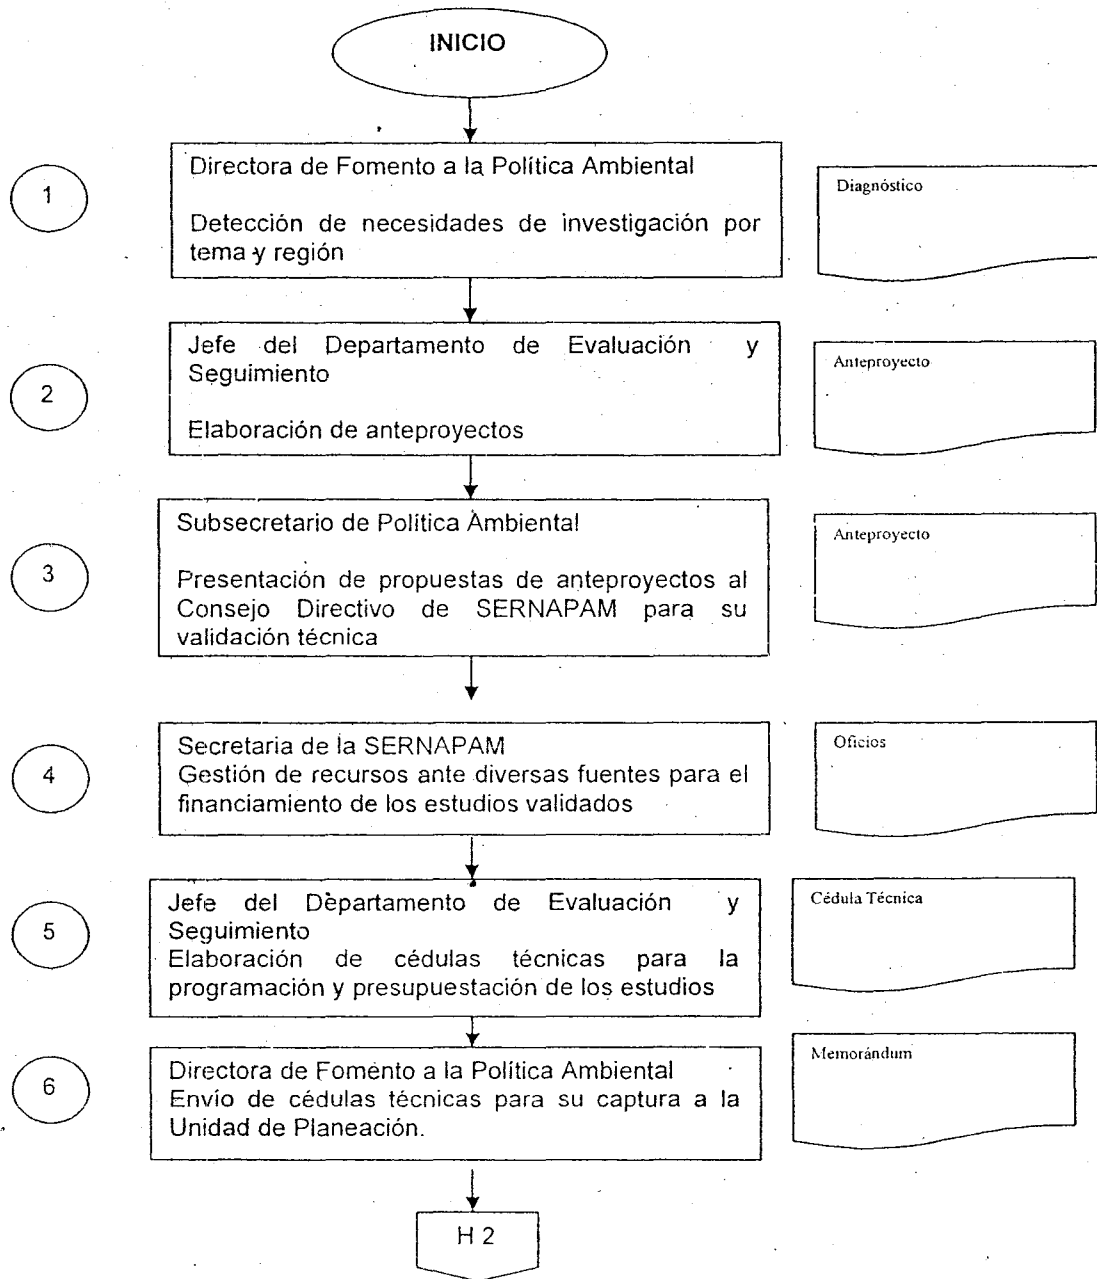 INICIO
1
Directora de Fomento a la Política Ambiental
Detección de necesidades de investigación por
tema y región
Diagnóstico
2
Jefe del Departamento de Evaluación y
Seguimiento
Elaboración de anteproyectos
Anteproyecto
3
Subsecretario de Política Ambiental
Presentación de propuestas de anteproyectos al
Consejo Directivo de SERNAPAM para su
validación técnica
Anteproyecto
4
Secretaria de la SERNAPAM
Gestión de recursos ante diversas fuentes para el
financiamiento de los estudios validados
Oficios
5
Jefe del Departamento de Evaluación y
Seguimiento
Elaboración de cédulas técnicas para la
programación y presupuestación de los estudios
Cédula Técnica
6
Directora de Fomento a la Política Ambiental
Envío de cédulas técnicas para su captura a la
Unidad de Planeación.
Memorándum
H 2